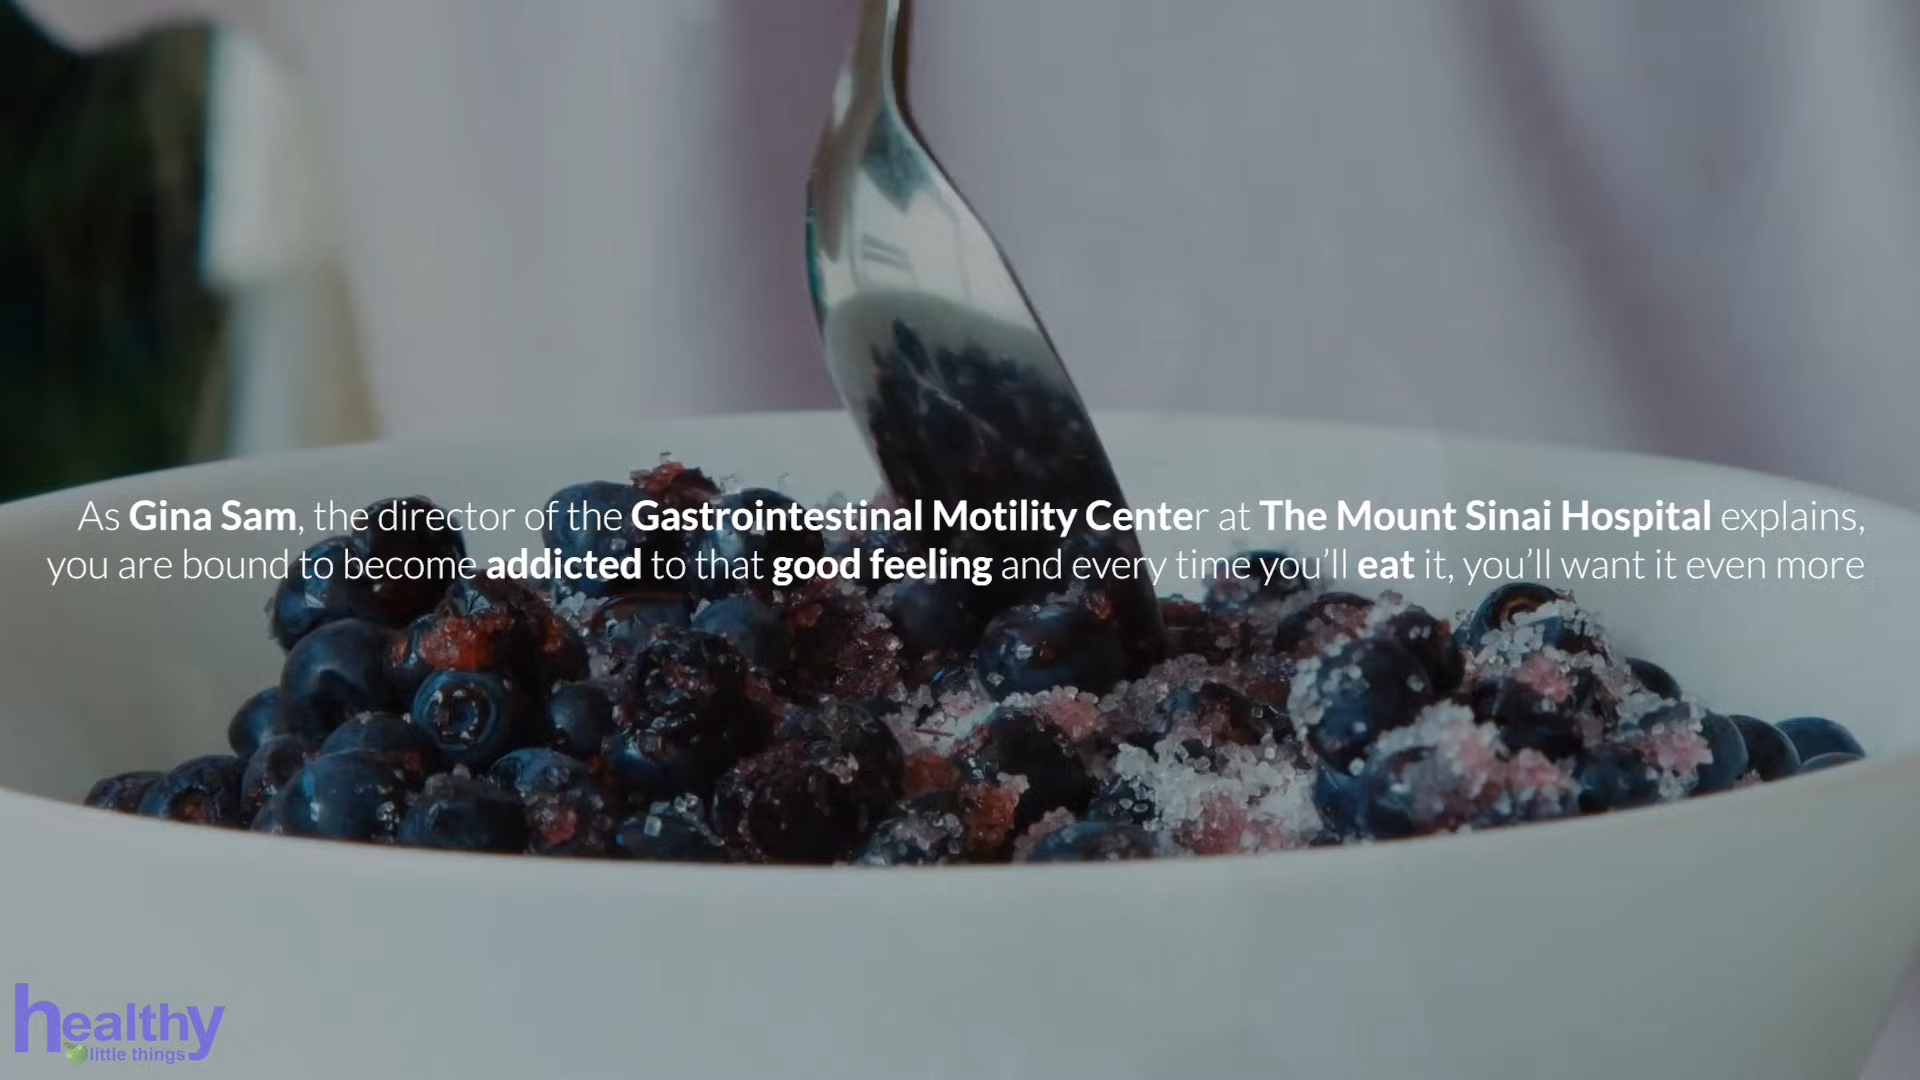 As Gina Sam, the director of the Gastrointestinal Motility Center at The Mount Sinai Hospital explains,
you are bound to become addicted to that good feeling and every time you'll eat it, you'll want it even more
healthy
little things